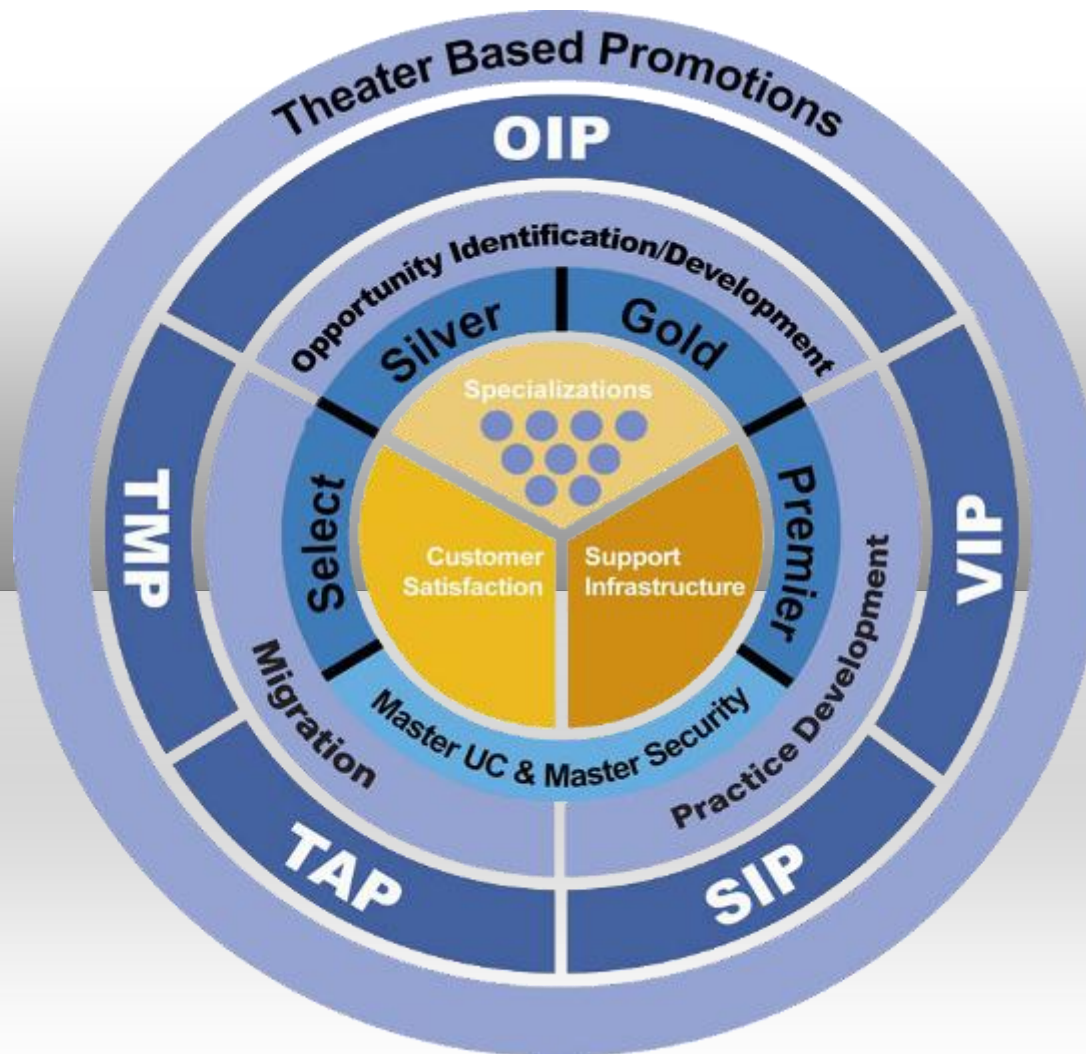 Theater Based Promotions
OIP
Opportunity Identification/Development
Silver
Gold
Specializations
TMP
Select
Customer
Satisfaction
Support
Infrastructure
Premier
VIP
Migration
Master UC & Master Security
Practice Development
TAP
SIP